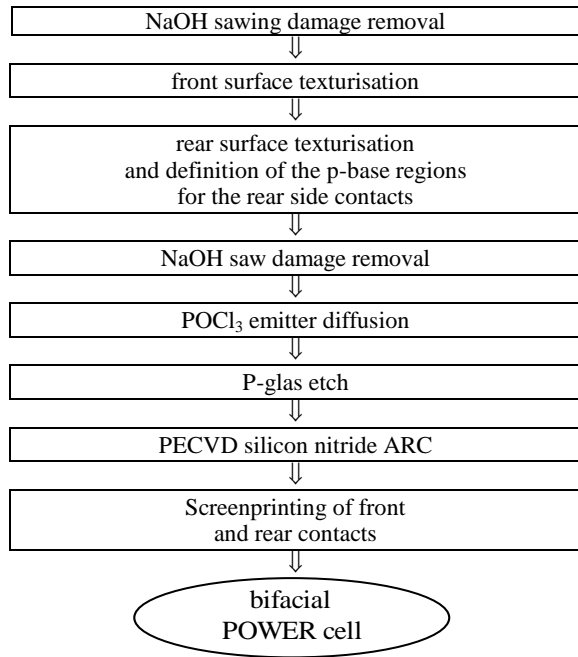 NaOH sawing damage removal
⇓
front surface texturisation
⇓
rear surface texturisation
and definition of the p-base regions
for the rear side contacts
⇓
NaOH saw damage removal
⇓
POCl₃ emitter diffusion
⇓
P-glas etch
⇓
PECVD silicon nitride ARC
⇓
Screenprinting of front
and rear contacts
⇓
bifacial
POWER cell